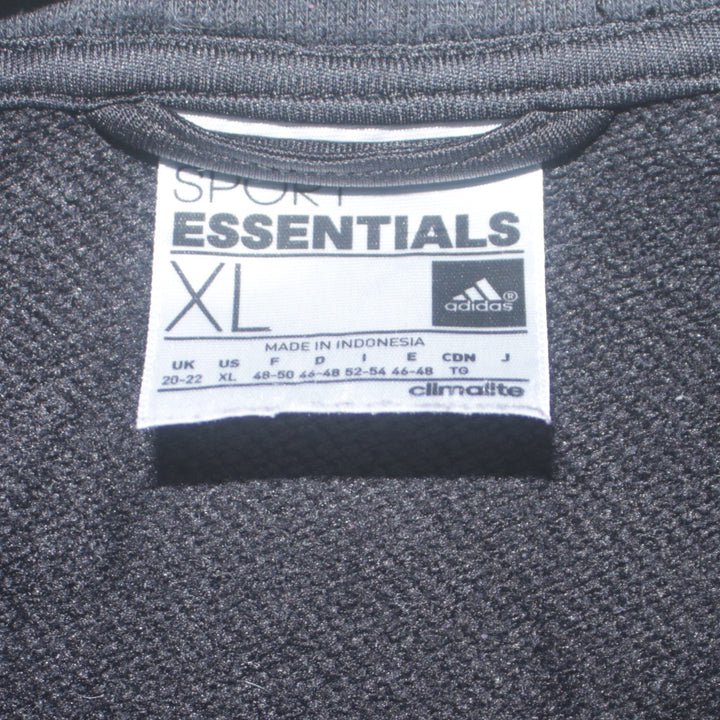 SPORT
ESSENTIALS
XL
adidas®
MADE IN INDONESIA
UK US F D I E CDN J
20-22 XL 48-50 46-48 52-54 46-48 TG
climalite